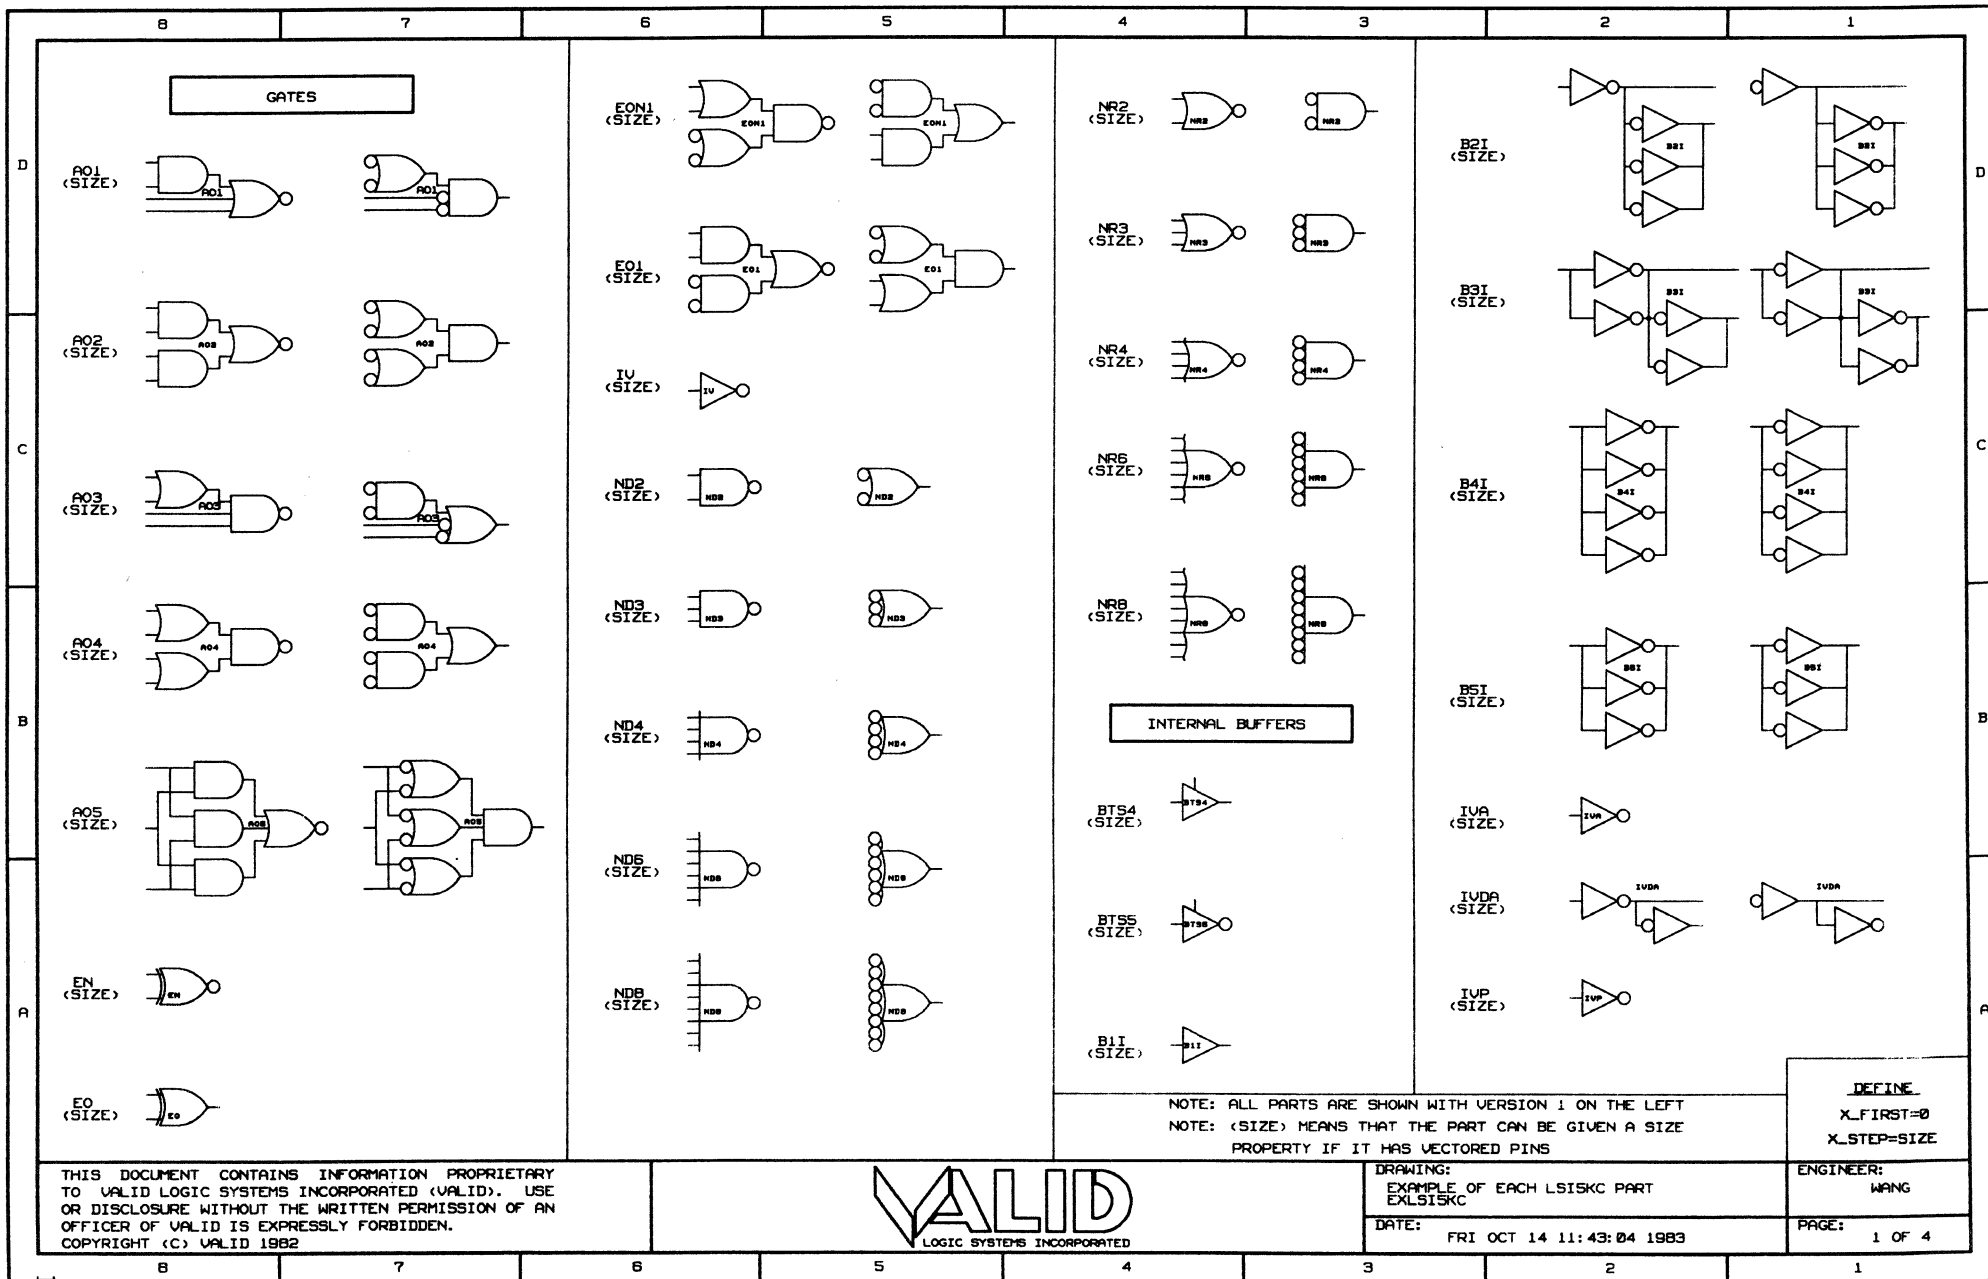 8 7 6 5 4 3 2 1
D
C
B
A
GATES
AO1
(SIZE)
AO1
AO1
AO2
(SIZE)
AO2
AO2
AO3
(SIZE)
AO3
AO3
AO4
(SIZE)
AO4
AO4
AO5
(SIZE)
AO5
AO5
EN
(SIZE)
EN
EO
(SIZE)
EO
EON1
(SIZE)
EON1
EON1
EO1
(SIZE)
EO1
EO1
IV
(SIZE)
IV
ND2
(SIZE)
ND2
ND2
ND3
(SIZE)
ND3
ND3
ND4
(SIZE)
ND4
ND4
ND6
(SIZE)
ND6
ND6
ND8
(SIZE)
ND8
ND8
NR2
(SIZE)
NR2
NR2
NR3
(SIZE)
NR3
NR3
NR4
(SIZE)
NR4
NR4
NR6
(SIZE)
NR6
NR6
NR8
(SIZE)
NR8
NR8
INTERNAL BUFFERS
BTS4
(SIZE)
BTS4
BTS5
(SIZE)
BTS5
B1I
(SIZE)
B1I
B2I
(SIZE)
B2I
B2I
B3I
(SIZE)
B3I
B3I
B4I
(SIZE)
B4I
B4I
B5I
(SIZE)
B5I
B5I
IVA
(SIZE)
IVA
IVDA
(SIZE)
IVDA
IVDA
IVP
(SIZE)
IVP
D
C
B
A
NOTE: ALL PARTS ARE SHOWN WITH VERSION 1 ON THE LEFT
NOTE: (SIZE) MEANS THAT THE PART CAN BE GIVEN A SIZE
PROPERTY IF IT HAS VECTORED PINS
DEFINE
X_FIRST=0
X_STEP=SIZE
THIS DOCUMENT CONTAINS INFORMATION PROPRIETARY
TO VALID LOGIC SYSTEMS INCORPORATED (VALID). USE
OR DISCLOSURE WITHOUT THE WRITTEN PERMISSION OF AN
OFFICER OF VALID IS EXPRESSLY FORBIDDEN.
COPYRIGHT (C) VALID 1982
VALID
LOGIC SYSTEMS INCORPORATED
DRAWING:
EXAMPLE OF EACH LSI5KC PART
EXLSI5KC
DATE:
FRI OCT 14 11:43:04 1983
ENGINEER:
WANG
PAGE:
1 OF 4
8 7 6 5 4 3 2 1